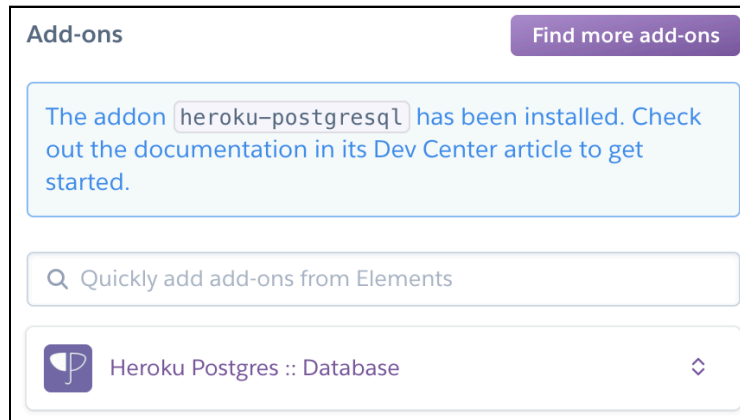 Add-ons
Find more add-ons
The addon heroku-postgresql has been installed. Check
out the documentation in its Dev Center article to get
started.
Quickly add add-ons from Elements
Heroku Postgres :: Database